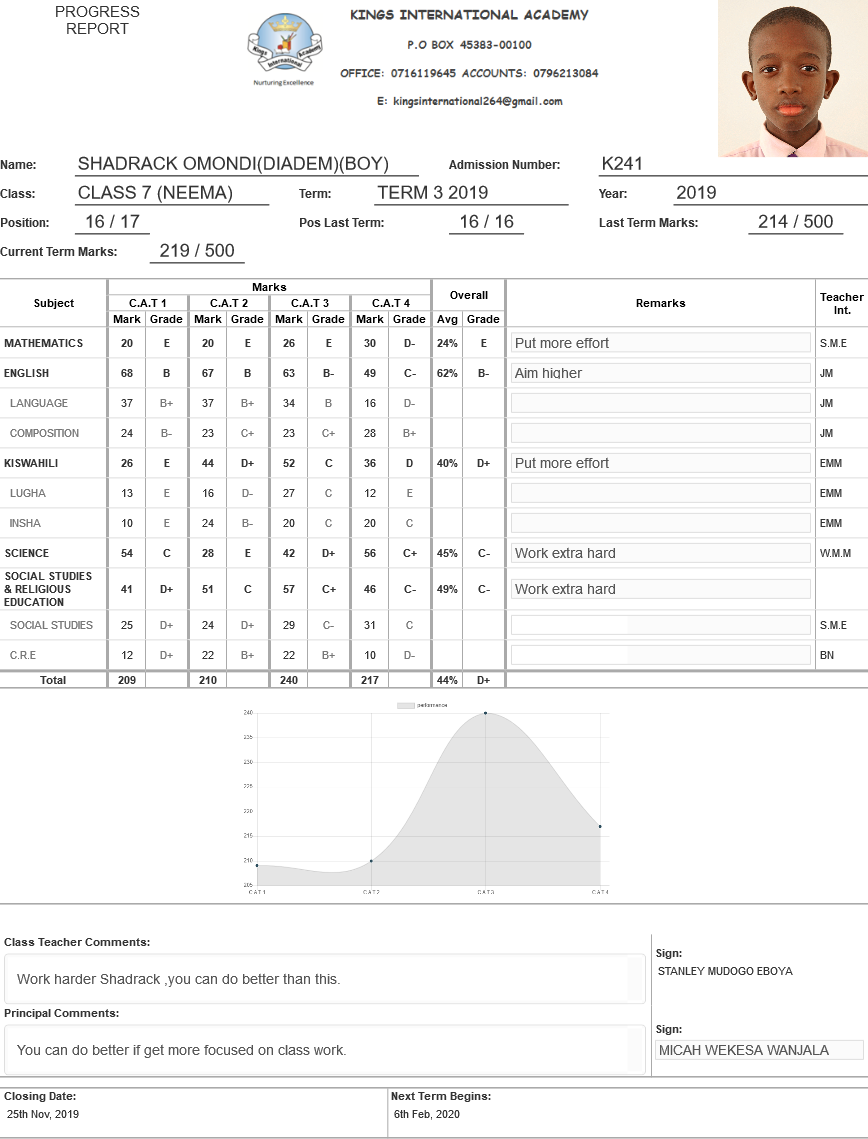 PROGRESS
REPORT
KINGS INTERNATIONAL ACADEMY
P.O BOX 45383-00100
OFFICE: 0716119645 ACCOUNTS: 0796213084
E: kingsinternational264@gmail.com
Kings International Academy
Nurturing Excellence
Name: SHADRACK OMONDI(DIADEM)(BOY) Admission Number: K241
Class: CLASS 7 (NEEMA) Term: TERM 3 2019 Year: 2019
Position: 16 / 17 Pos Last Term: 16 / 16 Last Term Marks: 214 / 500
Current Term Marks: 219 / 500
Subject Marks Overall Remarks Teacher Int.
C.A.T 1 C.A.T 2 C.A.T 3 C.A.T 4
Mark Grade Mark Grade Mark Grade Mark Grade Avg Grade
MATHEMATICS 20 E 20 E 26 E 30 D- 24% E Put more effort S.M.E
ENGLISH 68 B 67 B 63 B- 49 C- 62% B- Aim higher JM
LANGUAGE 37 B+ 37 B+ 34 B 16 D- JM
COMPOSITION 24 B- 23 C+ 23 C+ 28 B+ JM
KISWAHILI 26 E 44 D+ 52 C 36 D 40% D+ Put more effort EMM
LUGHA 13 E 16 D- 27 C 12 E EMM
INSHA 10 E 24 B- 20 C 20 C EMM
SCIENCE 54 C 28 E 42 D+ 56 C+ 45% C- Work extra hard W.M.M
SOCIAL STUDIES
& RELIGIOUS
EDUCATION 41 D+ 51 C 57 C+ 46 C- 49% C- Work extra hard
SOCIAL STUDIES 25 D+ 24 D+ 29 C- 31 C S.M.E
C.R.E 12 D+ 22 B+ 22 B+ 10 D- BN
Total 209 210 240 217 44% D+
performance
240
235
230
225
220
215
210
205
CAT1 CAT2 CAT3 CAT4
Class Teacher Comments:
Work harder Shadrack ,you can do better than this.
Sign:
STANLEY MUDOGO EBOYA
Principal Comments:
You can do better if get more focused on class work.
Sign:
MICAH WEKESA WANJALA
Closing Date: Next Term Begins:
25th Nov, 2019 6th Feb, 2020